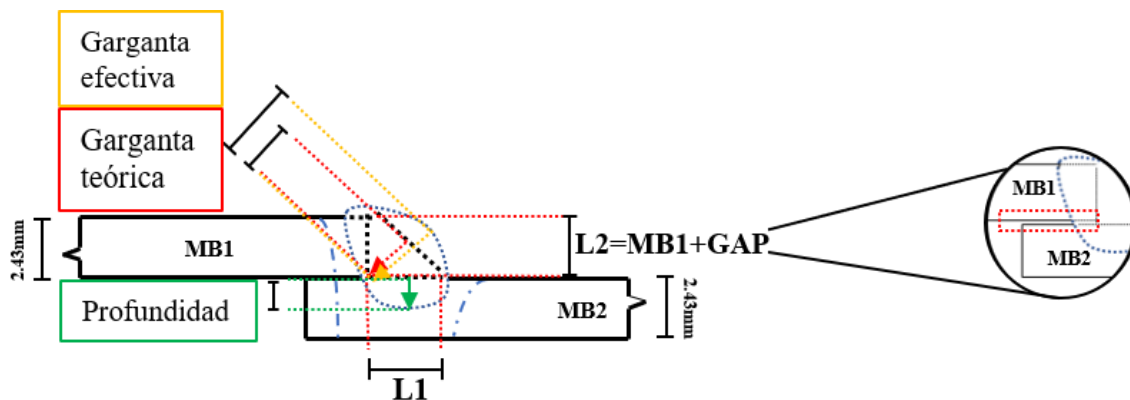 Garganta
efectiva
Garganta
teórica
2.43mm
MB1
L2=MB1+GAP
Profundidad
MB2
2.43mm
L1
MB1
MB2